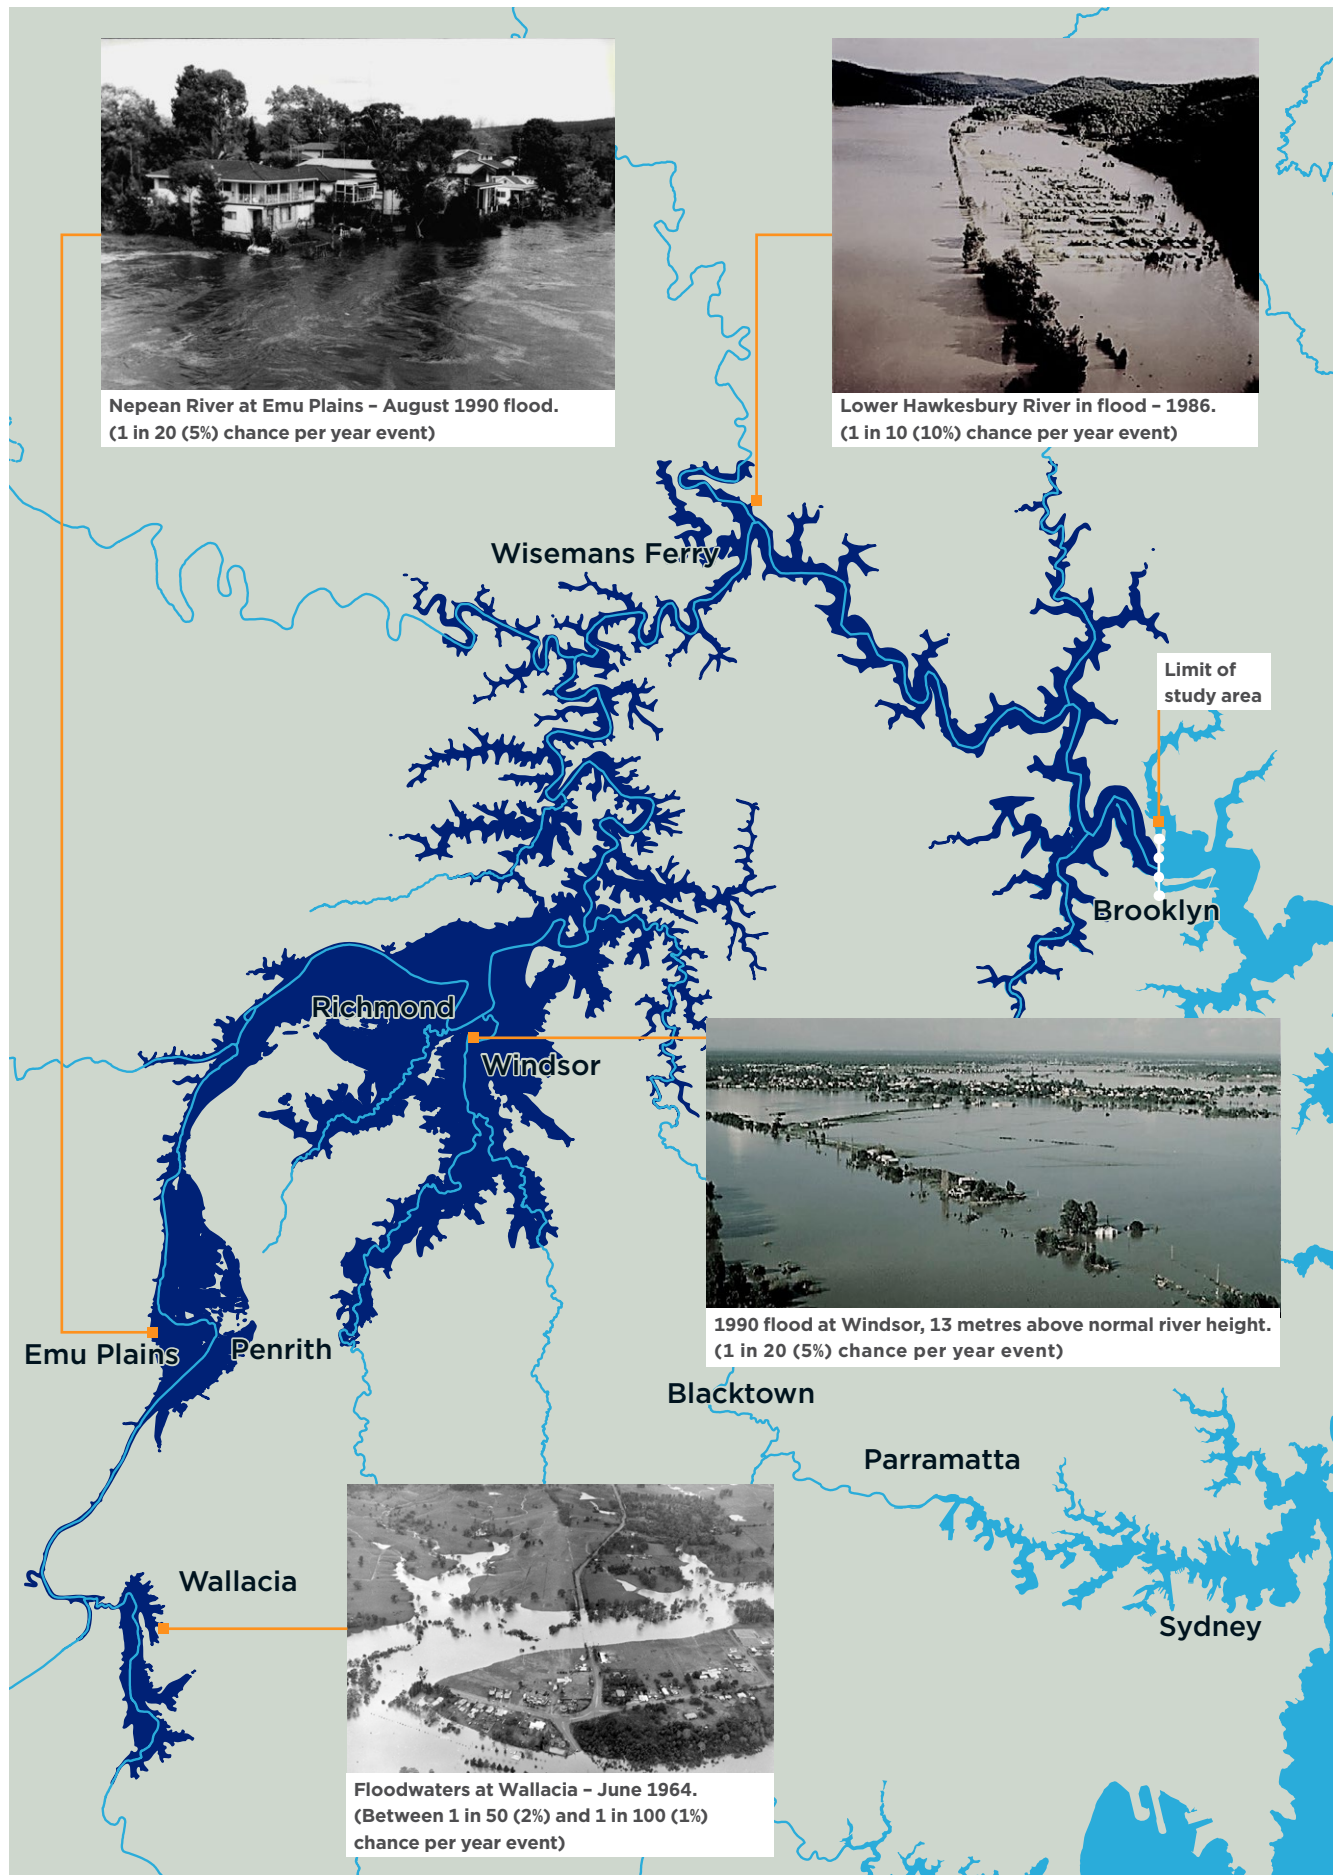 Nepean River at Emu Plains – August 1990 flood.
(1 in 20 (5%) chance per year event)
Lower Hawkesbury River in flood – 1986.
(1 in 10 (10%) chance per year event)
Wisemans Ferry
Limit of
study area
Brooklyn
Richmond
Windsor
1990 flood at Windsor, 13 metres above normal river height.
(1 in 20 (5%) chance per year event)
Emu Plains
Penrith
Blacktown
Parramatta
Wallacia
Sydney
Floodwaters at Wallacia – June 1964.
(Between 1 in 50 (2%) and 1 in 100 (1%)
chance per year event)